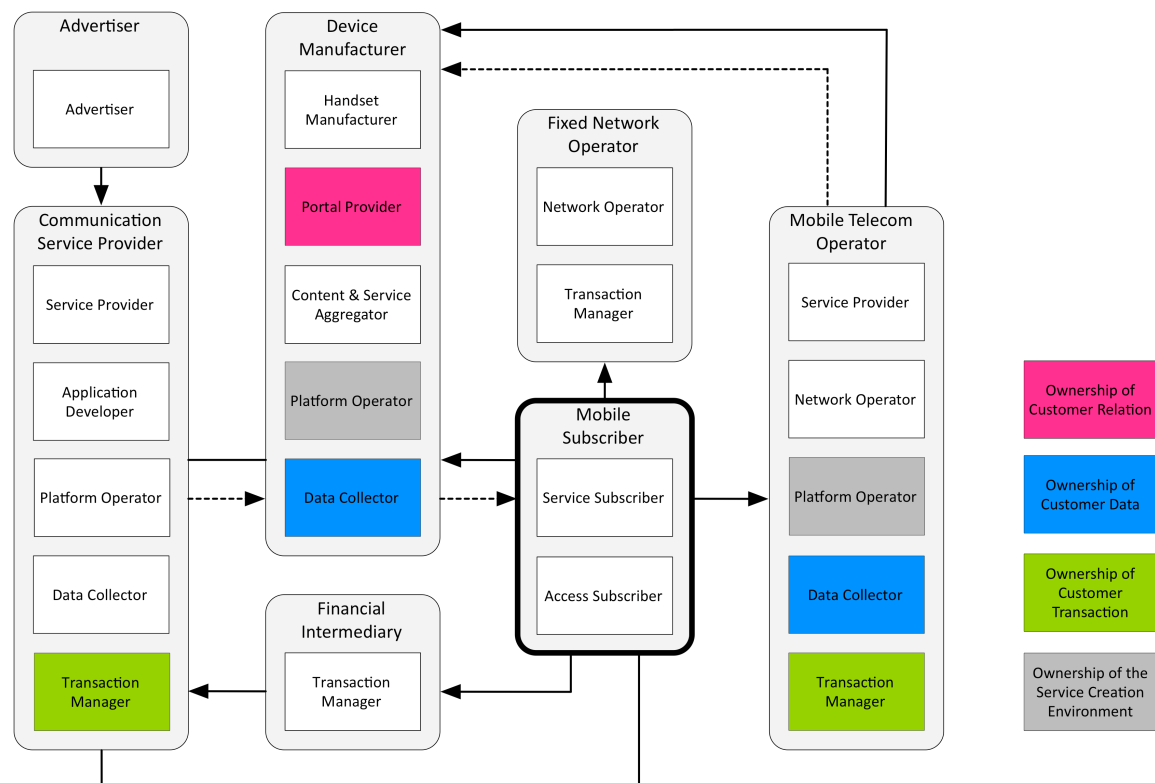 Advertiser
Advertiser
Communication
Service Provider
Service Provider
Application
Developer
Platform Operator
Data Collector
Transaction
Manager
Device
Manufacturer
Handset
Manufacturer
Portal Provider
Content & Service
Aggregator
Platform Operator
Data Collector
Financial
Intermediary
Transaction
Manager
Fixed Network
Operator
Network Operator
Transaction
Manager
Mobile
Subscriber
Service Subscriber
Access Subscriber
Mobile Telecom
Operator
Service Provider
Network Operator
Platform Operator
Data Collector
Transaction
Manager
Ownership of
Customer Relation
Ownership of
Customer Data
Ownership of
Customer
Transaction
Ownership of the
Service Creation
Environment